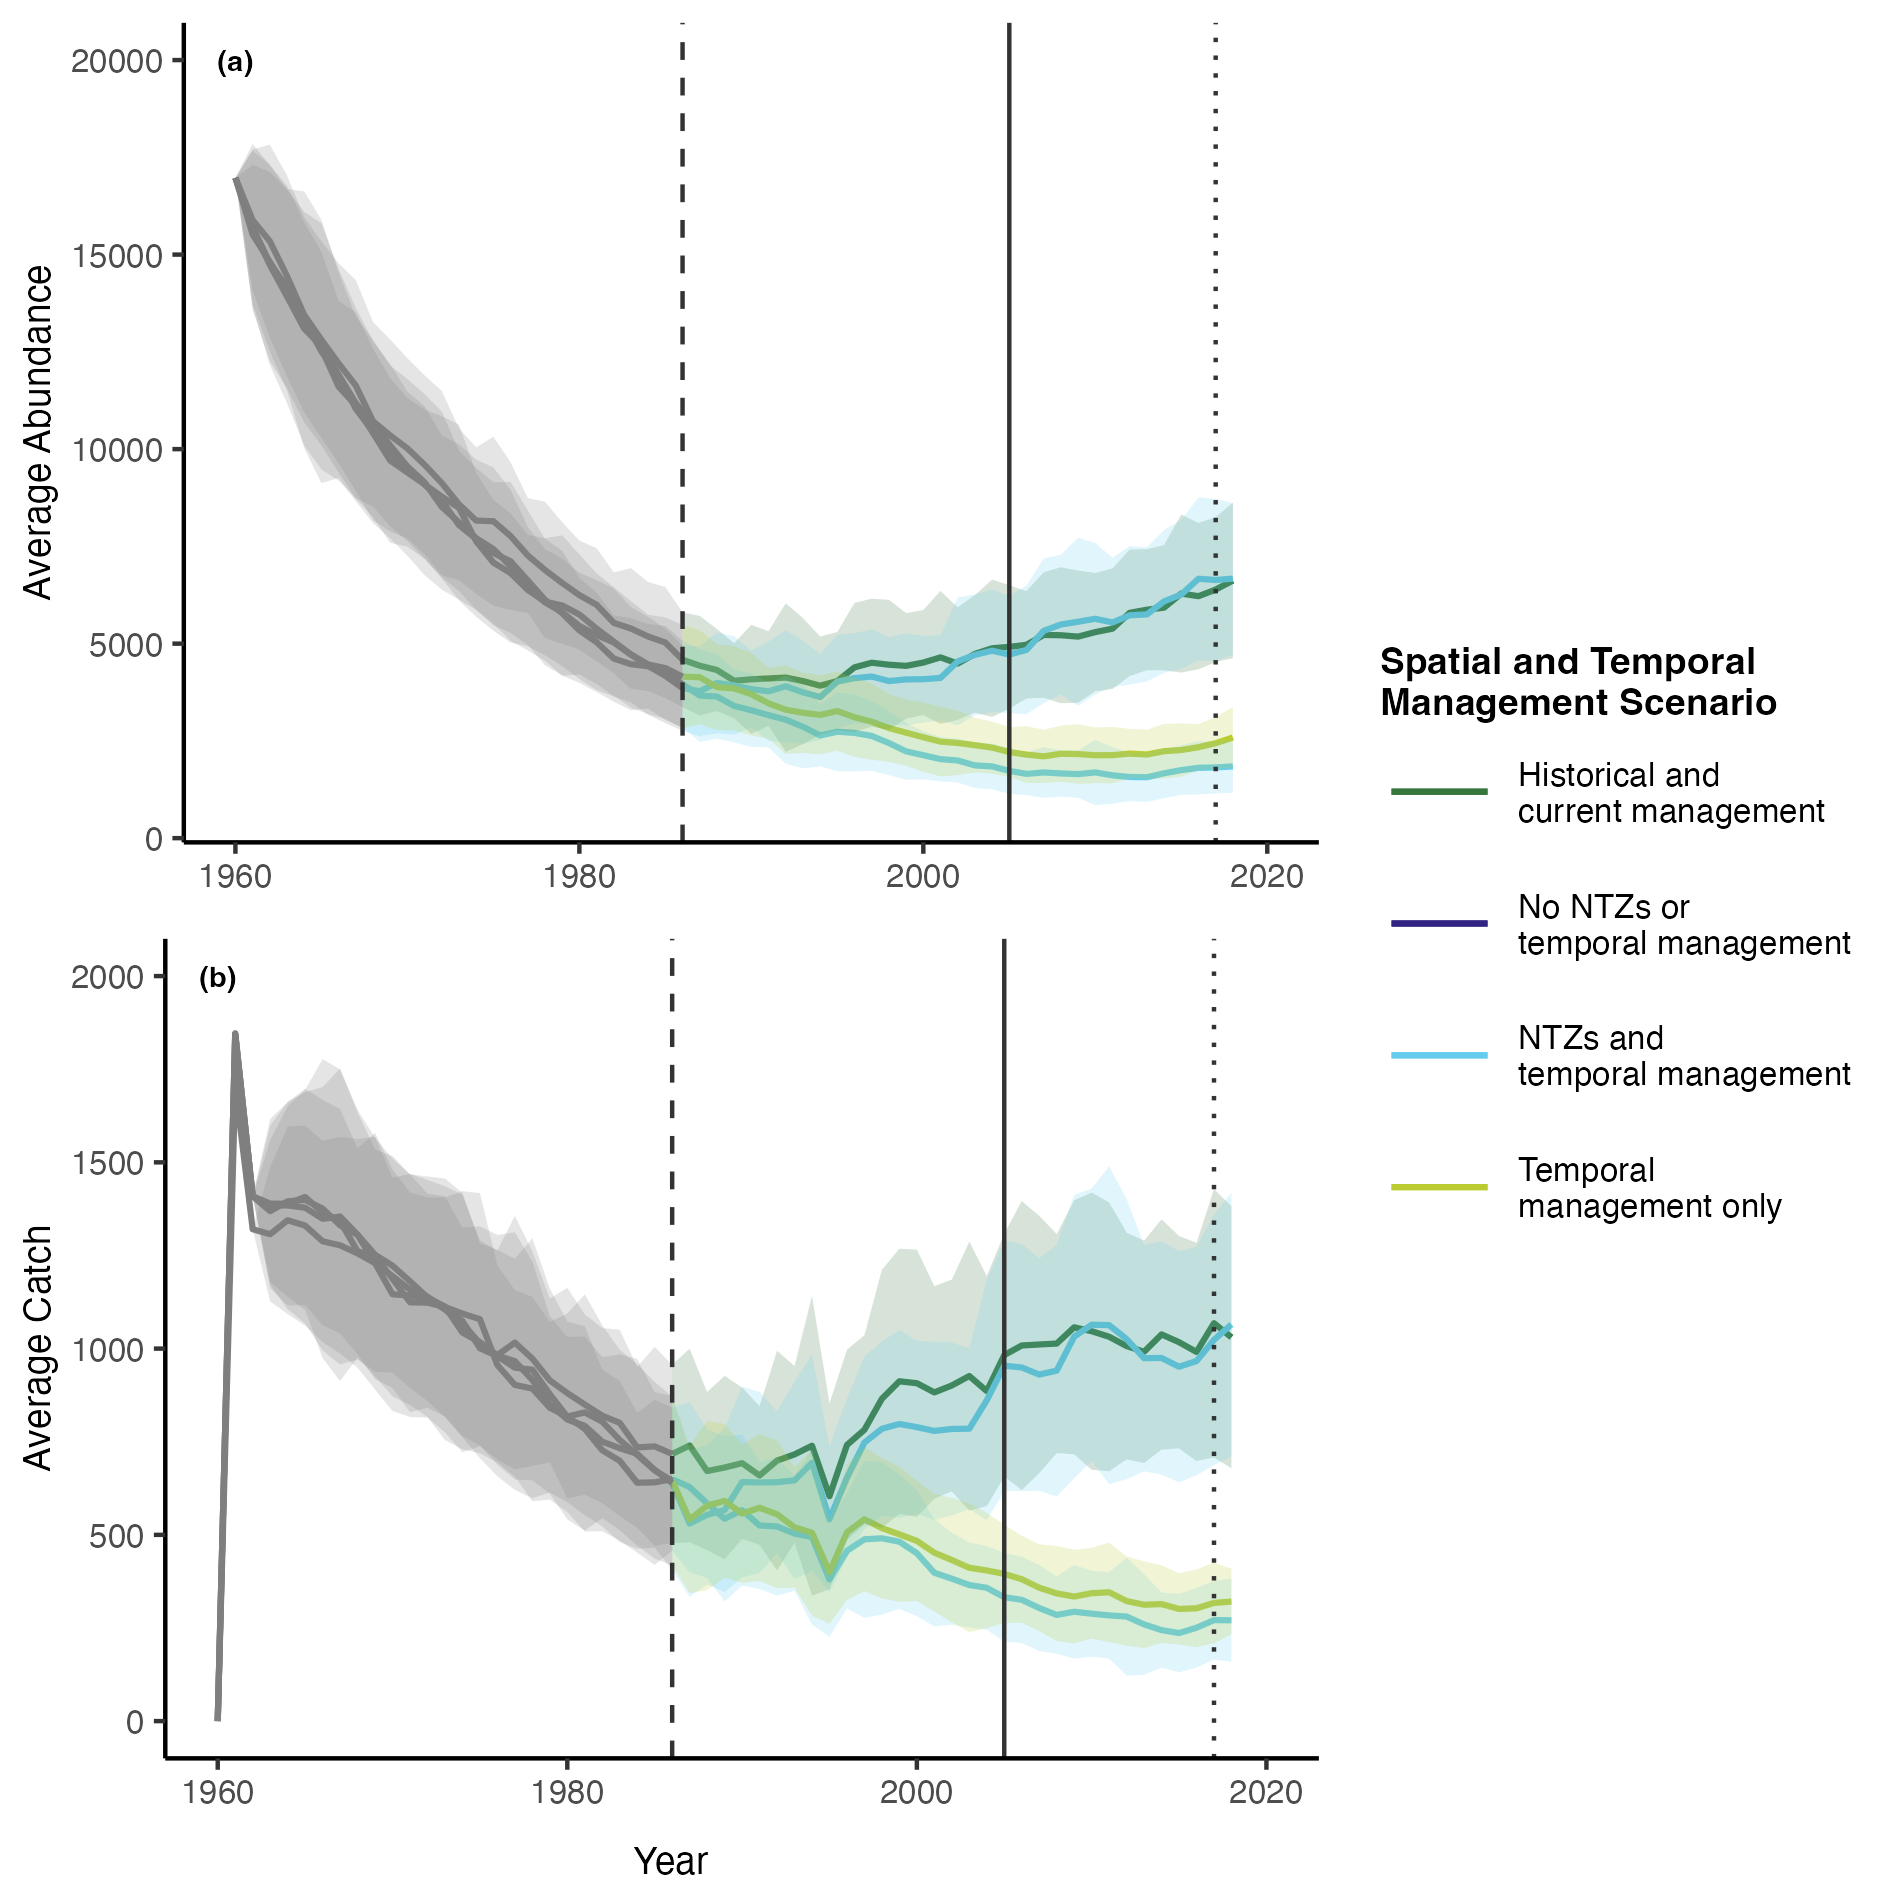 (a)
20000
15000
10000
5000
0
Average Abundance
1960 1980 2000 2020
(b)
2000
1500
1000
500
0
Average Catch
1960 1980 2000 2020
Year
Spatial and Temporal
Management Scenario
Historical and
current management
No NTZs or
temporal management
NTZs and
temporal management
Temporal
management only